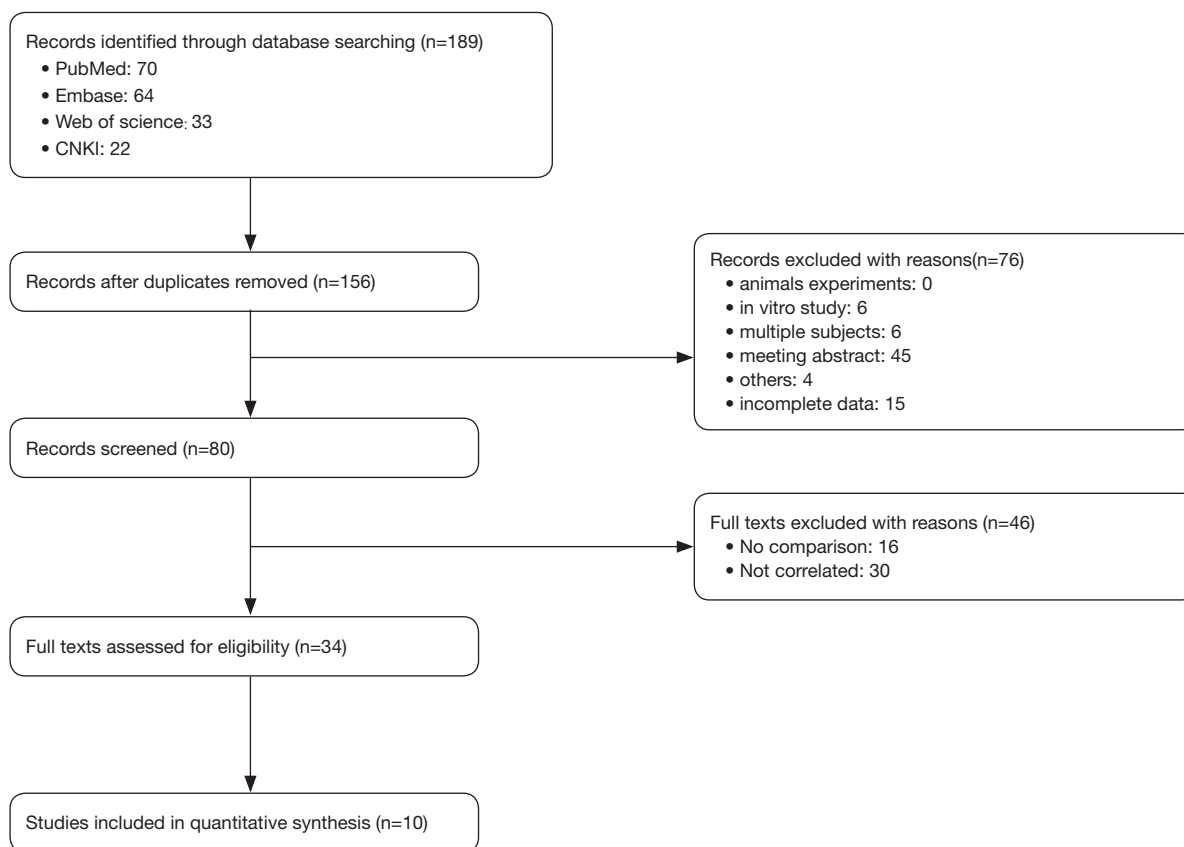 Records identified through database searching (n=189)
• PubMed: 70
• Embase: 64
• Web of science: 33
• CNKI: 22
Records after duplicates removed (n=156)
Records excluded with reasons(n=76)
• animals experiments: 0
• in vitro study: 6
• multiple subjects: 6
• meeting abstract: 45
• others: 4
• incomplete data: 15
Records screened (n=80)
Full texts excluded with reasons (n=46)
• No comparison: 16
• Not correlated: 30
Full texts assessed for eligibility (n=34)
Studies included in quantitative synthesis (n=10)